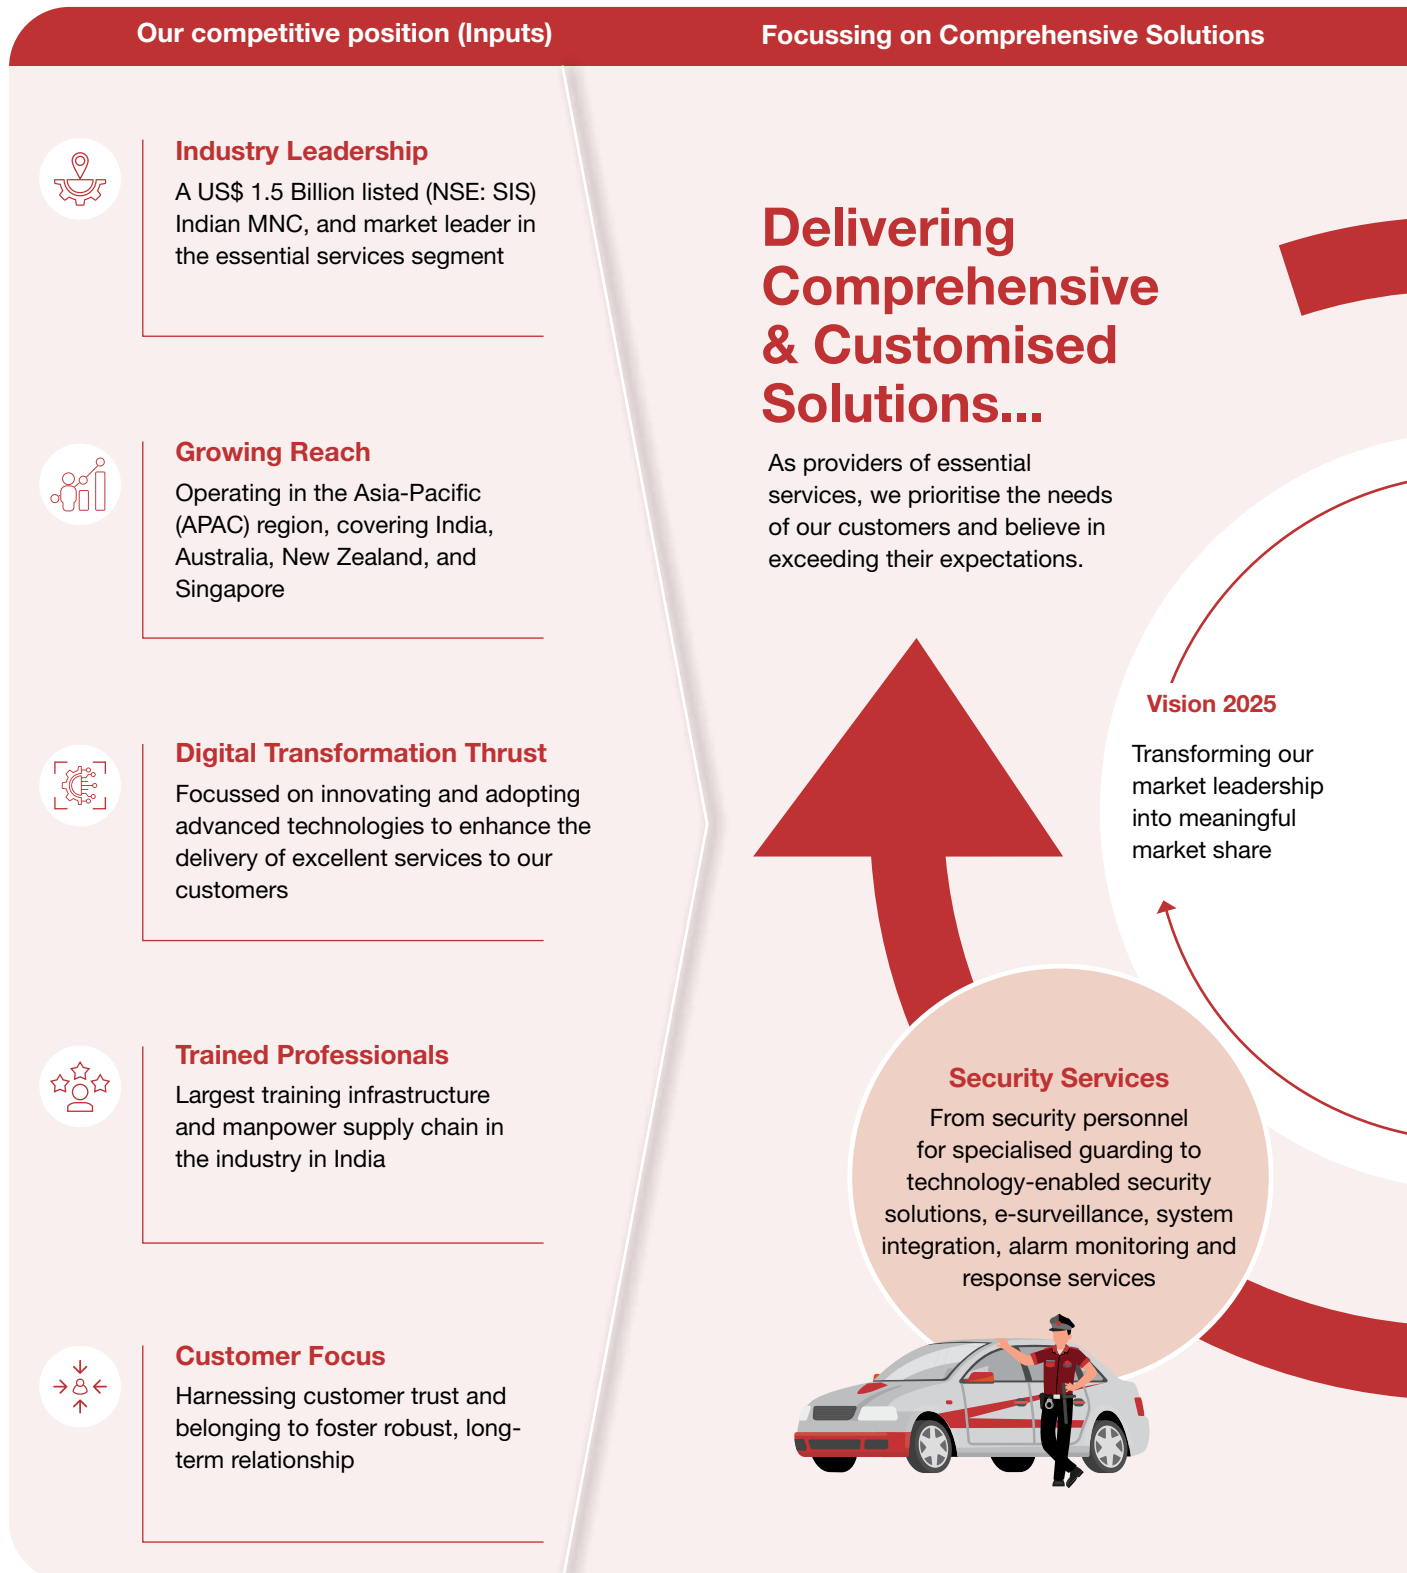 Our competitive position (Inputs)
Focussing on Comprehensive Solutions
Industry Leadership
A US$ 1.5 Billion listed (NSE: SIS)
Indian MNC, and market leader in
the essential services segment
Growing Reach
Operating in the Asia-Pacific
(APAC) region, covering India,
Australia, New Zealand, and
Singapore
Digital Transformation Thrust
Focussed on innovating and adopting
advanced technologies to enhance the
delivery of excellent services to our
customers
Trained Professionals
Largest training infrastructure
and manpower supply chain in
the industry in India
Customer Focus
Harnessing customer trust and
belonging to foster robust, long-
term relationship
Delivering
Comprehensive
& Customised
Solutions...
As providers of essential
services, we prioritise the needs
of our customers and believe in
exceeding their expectations.
Vision 2025
Transforming our
market leadership
into meaningful
market share
Security Services
From security personnel
for specialised guarding to
technology-enabled security
solutions, e-surveillance, system
integration, alarm monitoring and
response services